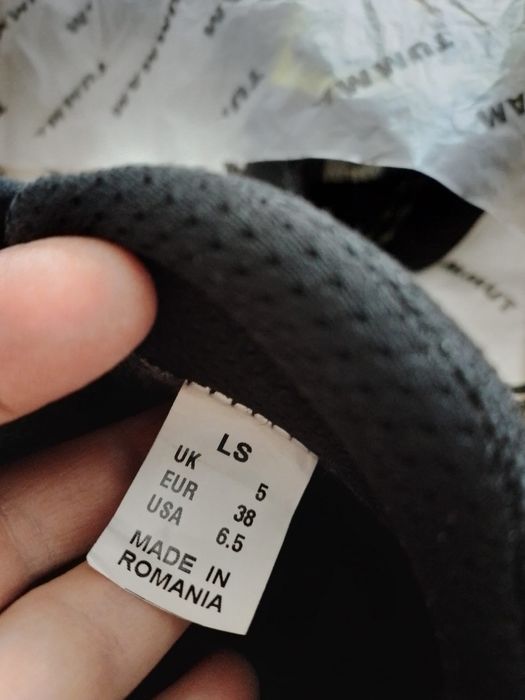 LS
UK 5
EUR 38
USA 6.5
MADE IN
ROMANIA